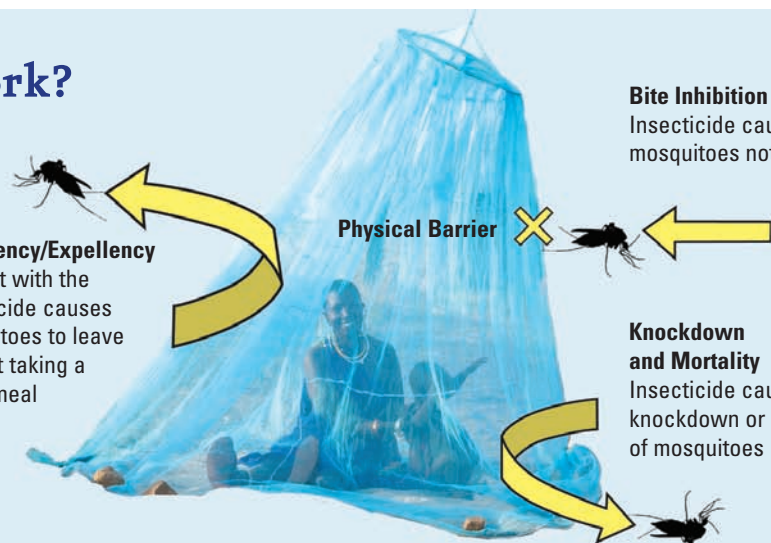 rk?
Bite Inhibition
Insecticide cau
mosquitoes not
Physical Barrier
ency/Expellency
t with the
cide causes
toes to leave
t taking a
meal
Knockdown
and Mortality
Insecticide cau
knockdown or
of mosquitoes